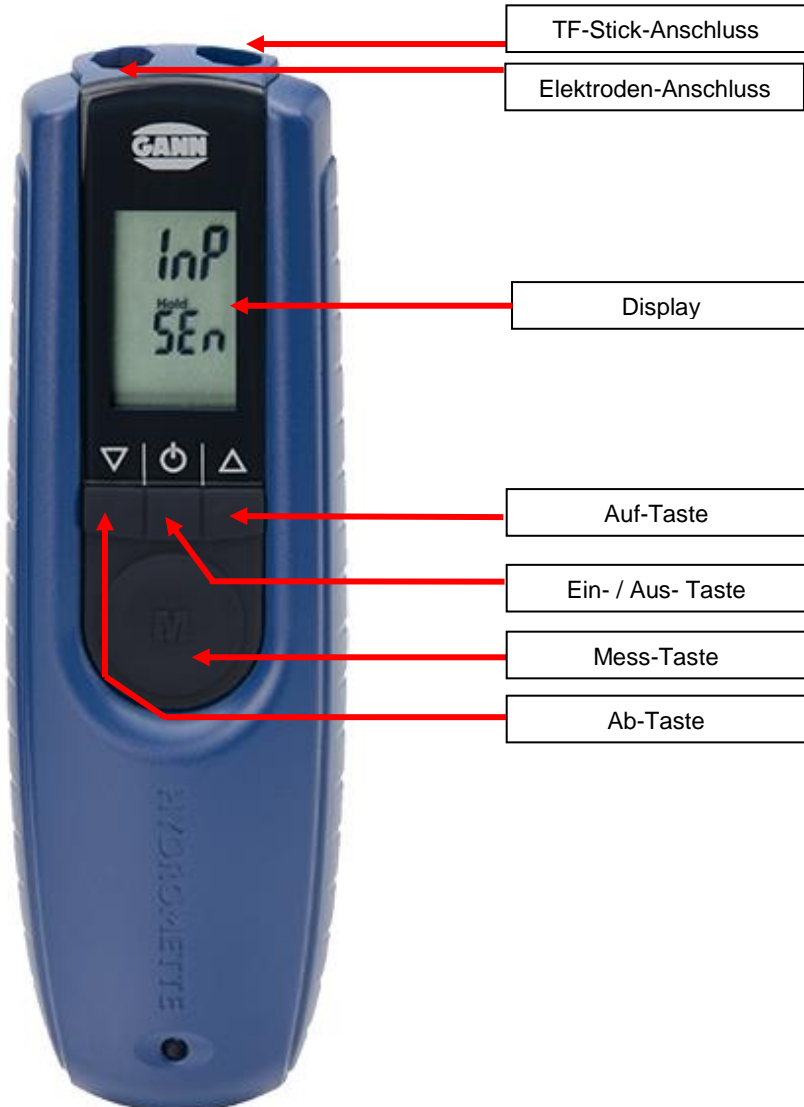 TF-Stick-Anschluss
Elektroden-Anschluss
GANN
InP
Hold
SEn
Display
Auf-Taste
Ein- / Aus- Taste
M
Mess-Taste
Ab-Taste
HYDROMETTE